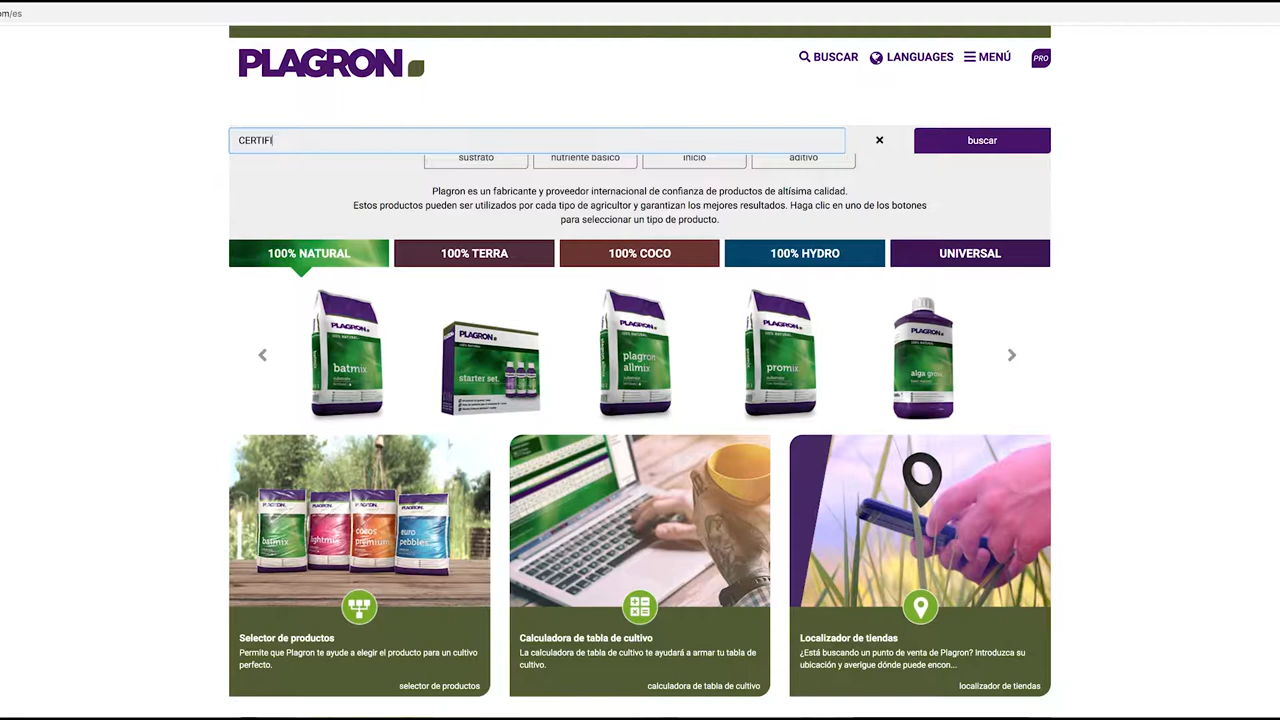 om/es
PLAGRON
BUSCAR LANGUAGES MENÚ PRO
CERTIFI
× buscar
sustrato nutriente básico inicio aditivo
Plagron es un fabricante y proveedor internacional de confianza de productos de altísima calidad.
Estos productos pueden ser utilizados por cada tipo de agricultor y garantizan los mejores resultados. Haga clic en uno de los botones
para seleccionar un tipo de producto.
100% NATURAL 100% TERRA 100% COCO 100% HYDRO UNIVERSAL
PLAGRON
batmix
PLAGRON
100% NATURAL
starter set.
PLAGRON
plagron
allmix
PLAGRON
promix
PLAGRON
alga grow
PLAGRON
batmix
lightmix
cocos
premium
euro
pebbles
Selector de productos
Permite que Plagron te ayude a elegir el producto para un cultivo
perfecto.
selector de productos
Calculadora de tabla de cultivo
La calculadora de tabla de cultivo te ayudará a armar tu tabla de
cultivo.
calculadora de tabla de cultivo
Localizador de tiendas
¿Está buscando un punto de venta de Plagron? Introduzca su
ubicación y averigue dónde puede encon...
localizador de tiendas